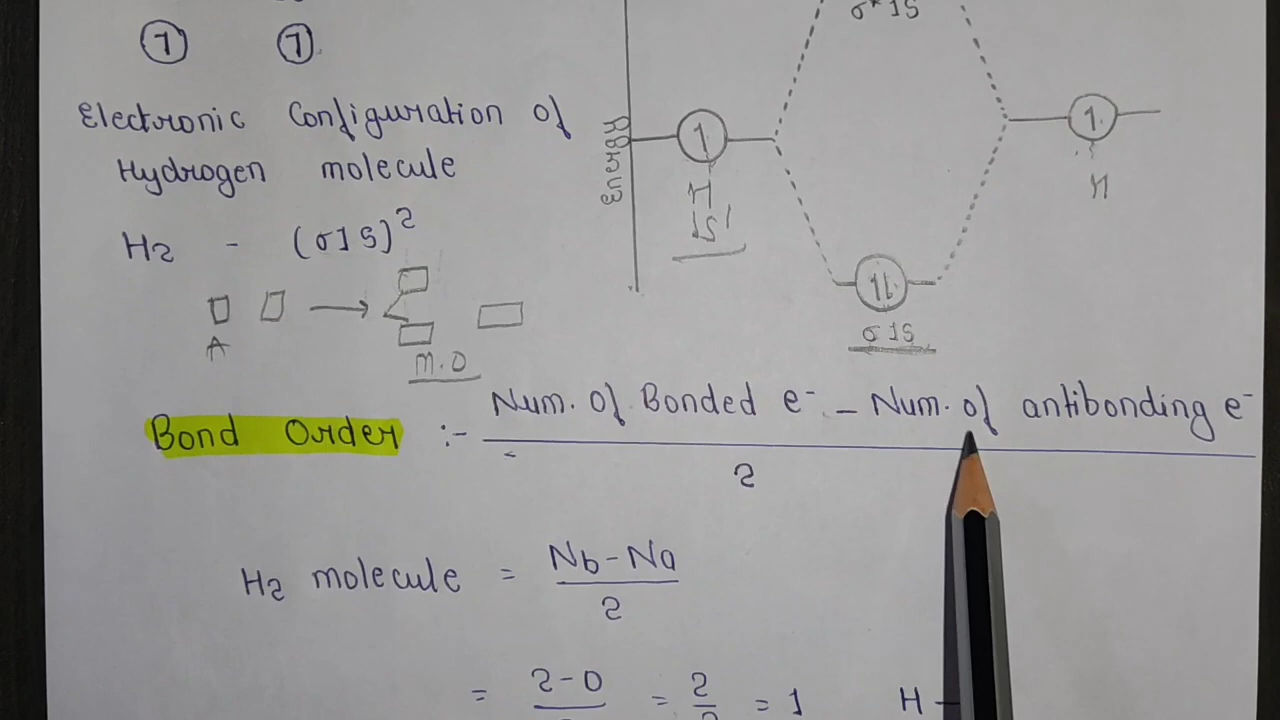 1 1
σ*1S
Electronic Configuration of
Hydrogen molecule
H2 - (σ1S)²
Energy
1
1S
1
H
1l
σ1S
A
M.O
Bond Order :- Num. Of Bonded e⁻ - Num. of antibonding e⁻
2
H2 molecule = Nb-Na
2
= 2-0 = 2 = 1 H